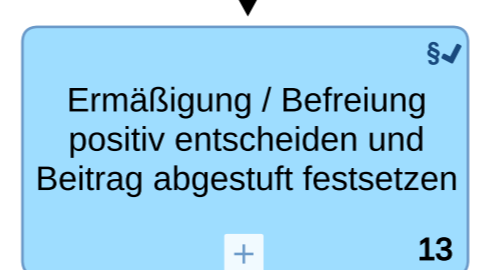 §✔
Ermäßigung / Befreiung
positiv entscheiden und
Beitrag abgestuft festsetzen
+
13